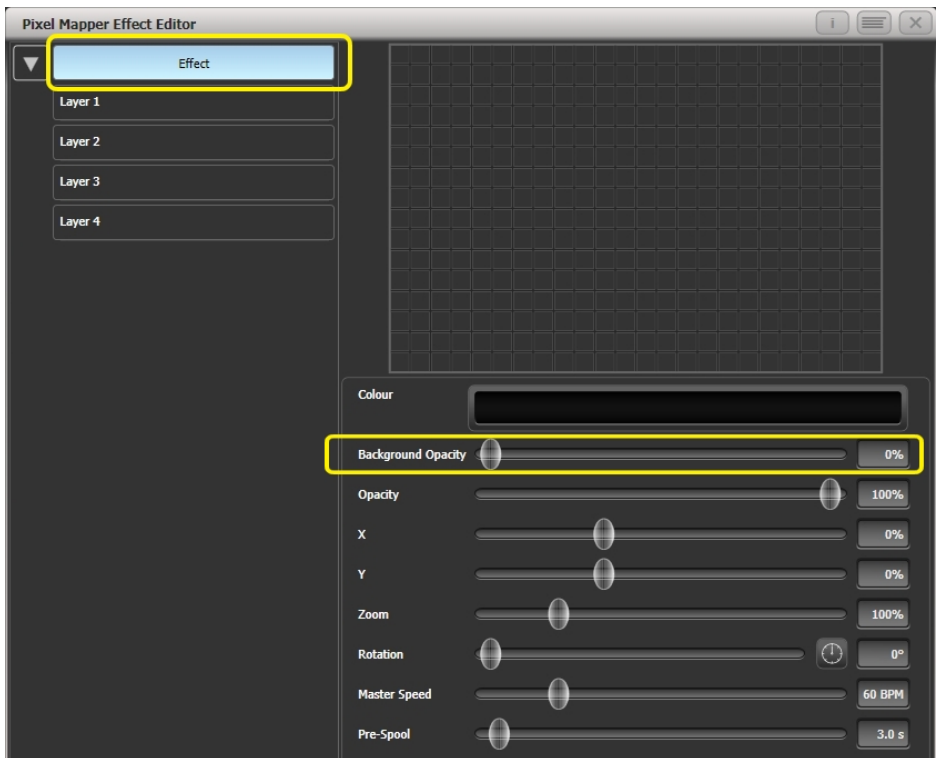 Pixel Mapper Effect Editor
i
Effect
Layer 1
Layer 2
Layer 3
Layer 4
Colour
Background Opacity 0%
Opacity 100%
X 0%
Y 0%
Zoom 100%
Rotation 0°
Master Speed 60 BPM
Pre-Spool 3.0 s